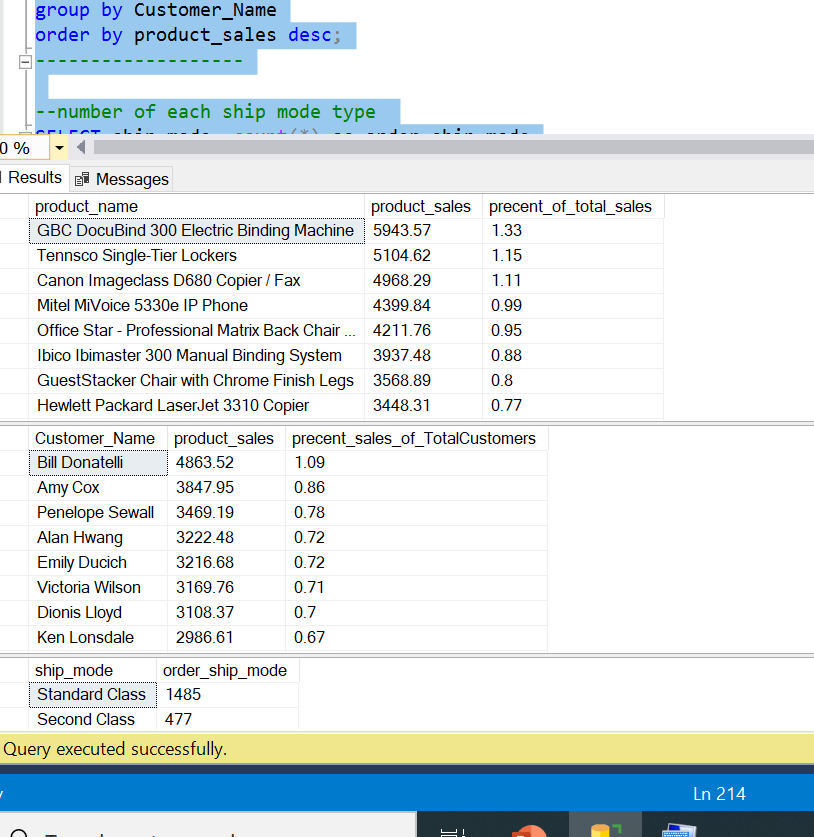 group by Customer_Name
order by product_sales desc;
-------------------
--number of each ship mode type
SELECT ship_mode, count(*) as order_ship_mode
0 %
Results Messages
product_name product_sales precent_of_total_sales
GBC DocuBind 300 Electric Binding Machine 5943.57 1.33
Tennsco Single-Tier Lockers 5104.62 1.15
Canon Imageclass D680 Copier / Fax 4968.29 1.11
Mitel MiVoice 5330e IP Phone 4399.84 0.99
Office Star - Professional Matrix Back Chair ... 4211.76 0.95
Ibico Ibimaster 300 Manual Binding System 3937.48 0.88
GuestStacker Chair with Chrome Finish Legs 3568.89 0.8
Hewlett Packard LaserJet 3310 Copier 3448.31 0.77
Customer_Name product_sales precent_sales_of_TotalCustomers
Bill Donatelli 4863.52 1.09
Amy Cox 3847.95 0.86
Penelope Sewall 3469.19 0.78
Alan Hwang 3222.48 0.72
Emily Ducich 3216.68 0.72
Victoria Wilson 3169.76 0.71
Dionis Lloyd 3108.37 0.7
Ken Lonsdale 2986.61 0.67
ship_mode order_ship_mode
Standard Class 1485
Second Class 477
Query executed successfully.
Ln 214